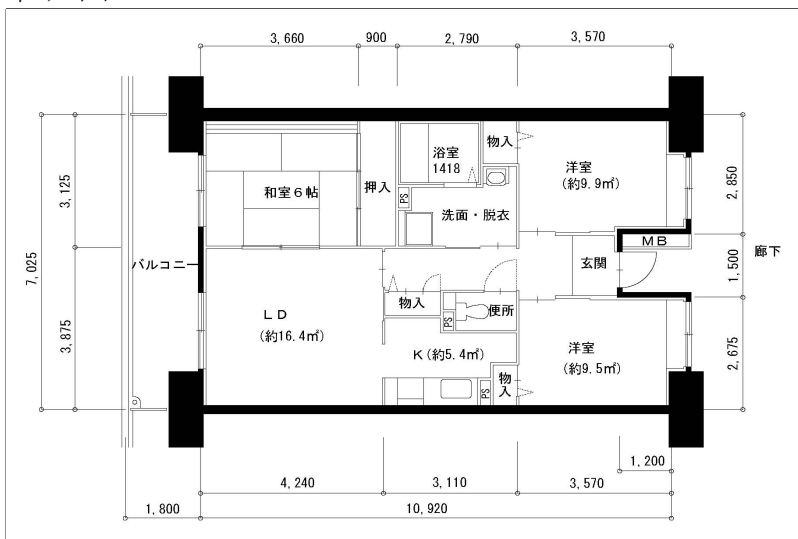 3,660
900
2,790
3,570
物入
浴室
1418
洋室
(約9.9㎡)
和室6帖
押入
PS
洗面・脱衣
3,125
2,850
7,025
バルコニー
MB
玄関
廊下
1,500
物入
便所
PS
LD
(約16.4㎡)
K(約5.4㎡)
洋室
(約9.5㎡)
3,875
2,675
物
入
PS
1,200
4,240
3,110
3,570
1,800
10,920